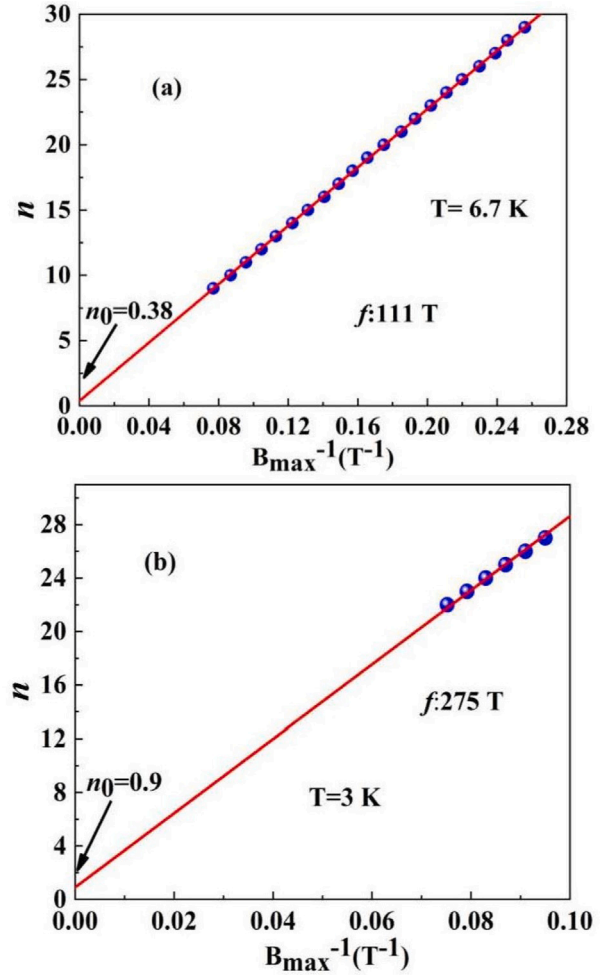 30
25
(a)
20
n
15
T= 6.7 K
10
n0=0.38
f:111 T
5
0
0.00 0.04 0.08 0.12 0.16 0.20 0.24 0.28
Bmax-1(T-1)
28
(b)
24
20
n
16
f:275 T
12
n0=0.9
T=3 K
8
4
0
0.00 0.02 0.04 0.06 0.08 0.10
Bmax-1(T-1)